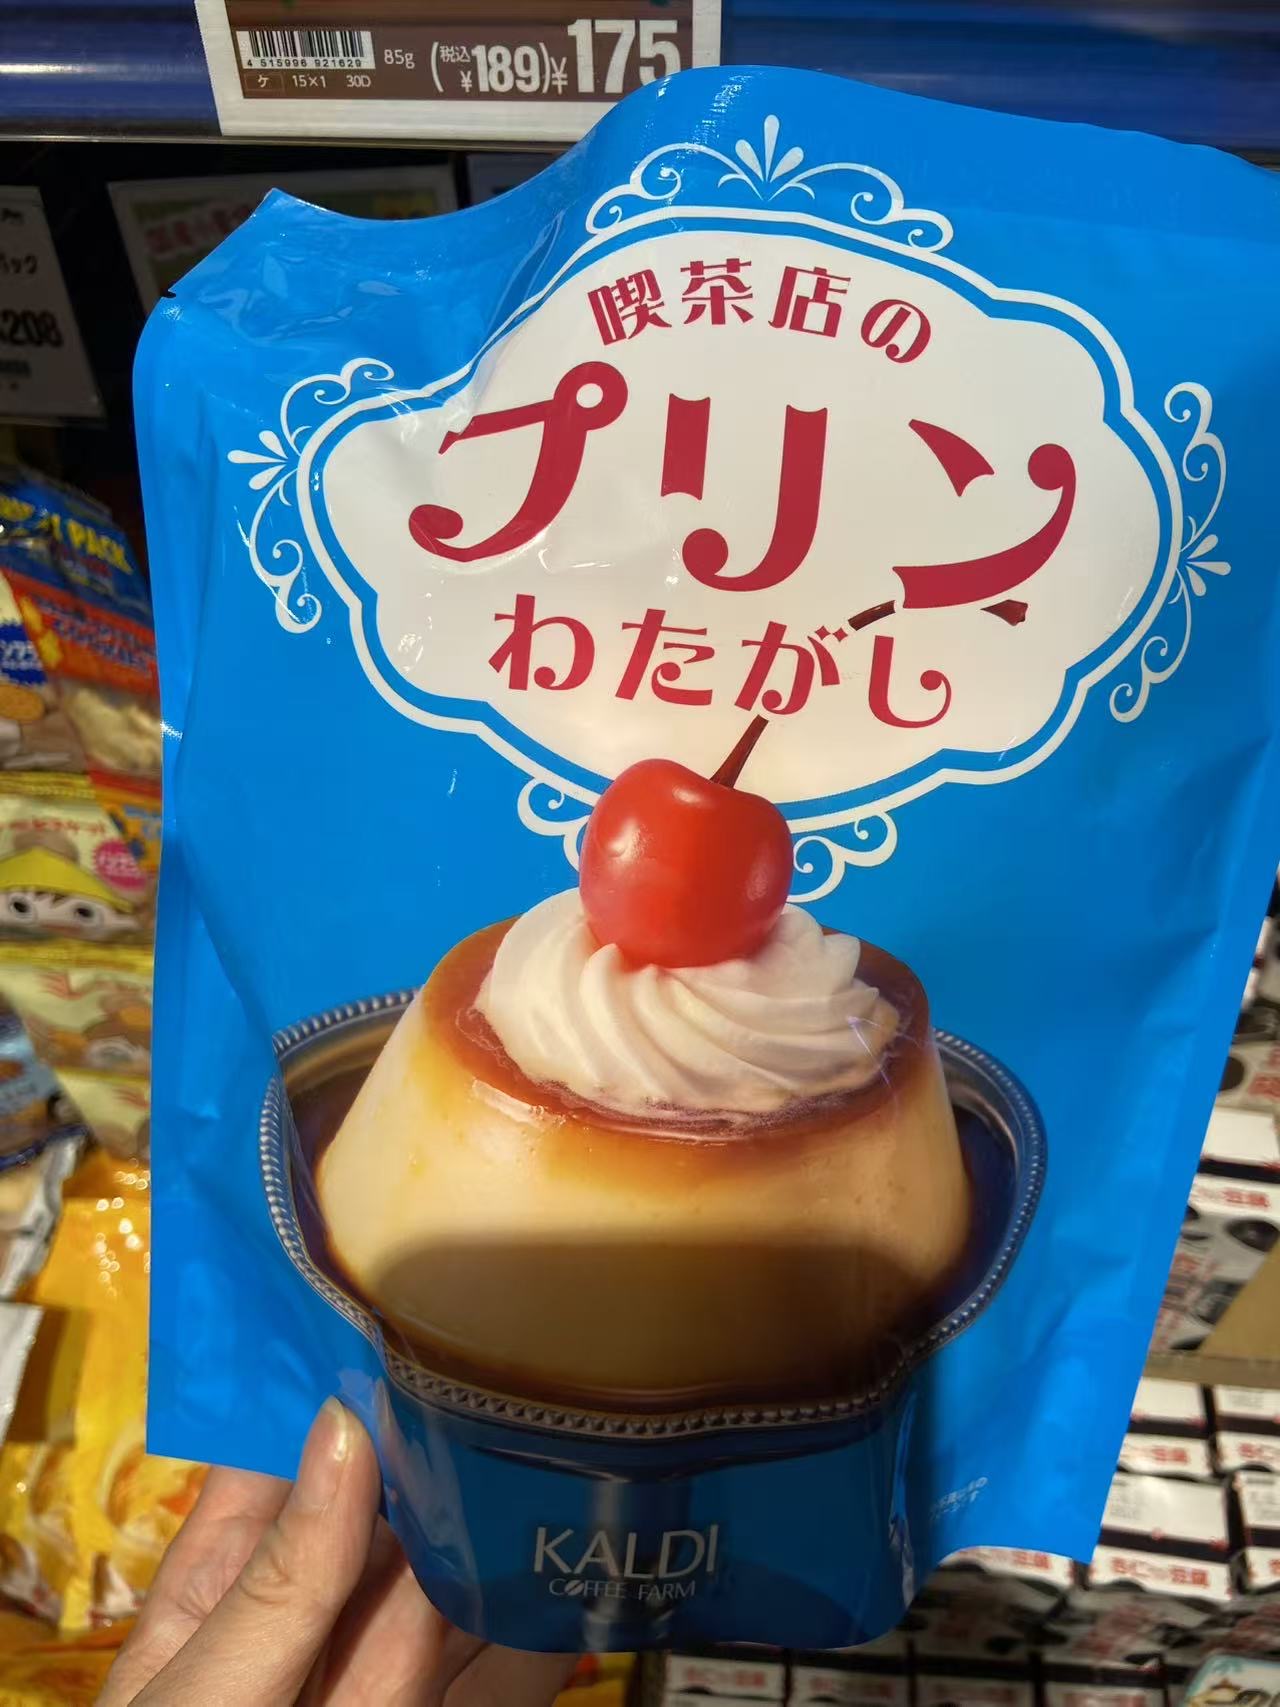 4 515996 921629
85g (税込¥189)¥175
ケ 15×1 30D
208
喫茶店の
プリン
わたがし
KALDI
COFFEE FARM